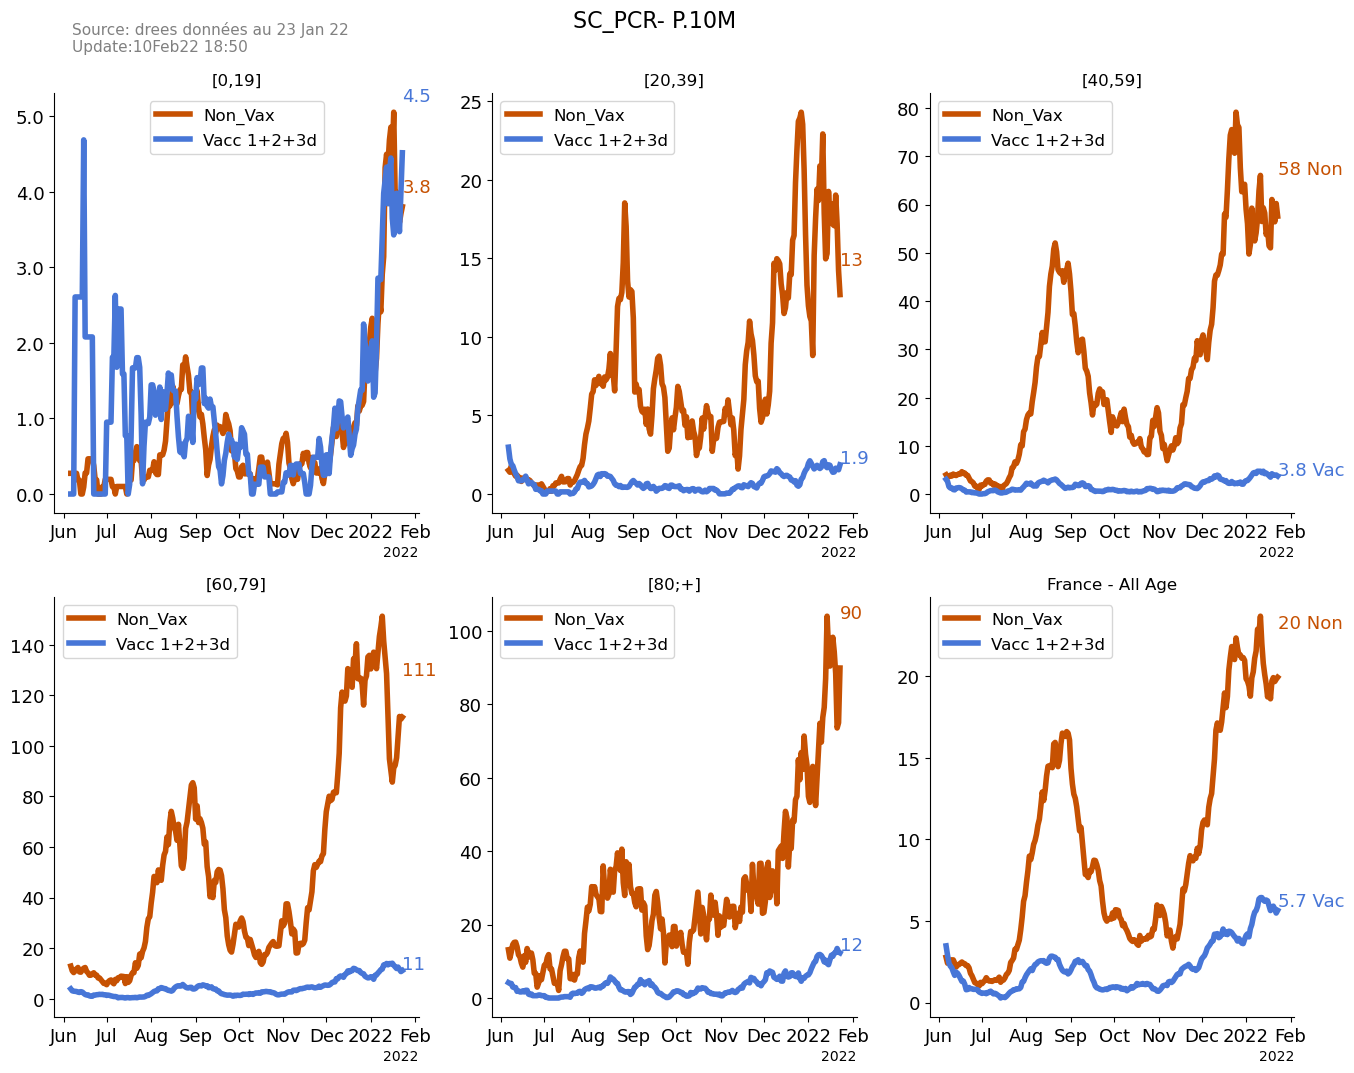 SC_PCR- P.10M
Source: drees données au 23 Jan 22
Update:10Feb22 18:50
[0,19]
Non_Vax
Vacc 1+2+3d
4.5
3.8
5.0
4.0
3.0
2.0
1.0
0.0
Jun Jul Aug Sep Oct Nov Dec 2022 Feb
2022
[20,39]
Non_Vax
Vacc 1+2+3d
13
1.9
25
20
15
10
5
0
Jun Jul Aug Sep Oct Nov Dec 2022 Feb
2022
[40,59]
Non_Vax
Vacc 1+2+3d
58 Non
3.8 Vac
80
70
60
50
40
30
20
10
0
Jun Jul Aug Sep Oct Nov Dec 2022 Feb
2022
[60,79]
Non_Vax
Vacc 1+2+3d
111
11
140
120
100
80
60
40
20
0
Jun Jul Aug Sep Oct Nov Dec 2022 Feb
2022
[80;+]
Non_Vax
Vacc 1+2+3d
90
12
100
80
60
40
20
0
Jun Jul Aug Sep Oct Nov Dec 2022 Feb
2022
France - All Age
Non_Vax
Vacc 1+2+3d
20 Non
5.7 Vac
20
15
10
5
0
Jun Jul Aug Sep Oct Nov Dec 2022 Feb
2022